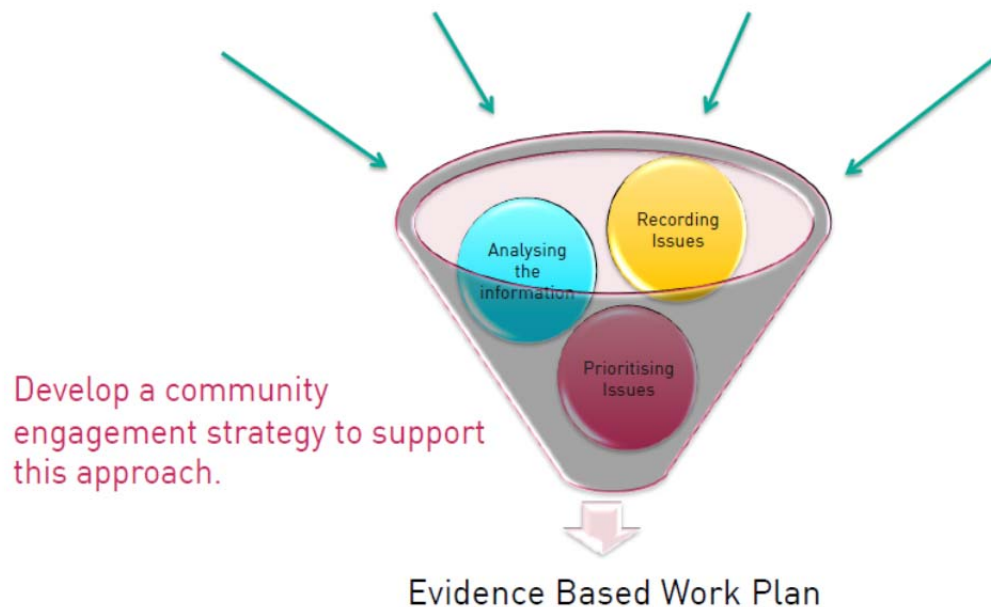 Recording
Issues
Analysing
the
information
Prioritising
Issues
Develop a community
engagement strategy to support
this approach.
Evidence Based Work Plan